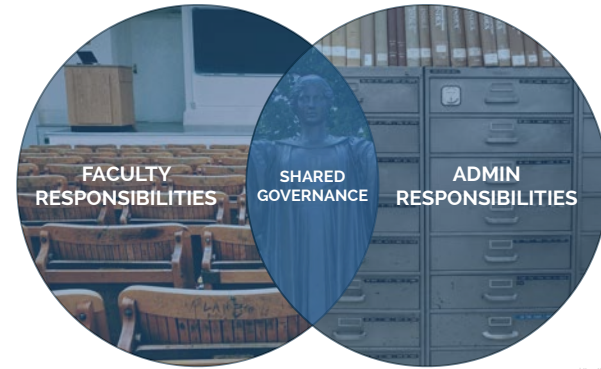 FACULTY
RESPONSIBILITIES
SHARED
GOVERNANCE
ADMIN
RESPONSIBILITIES